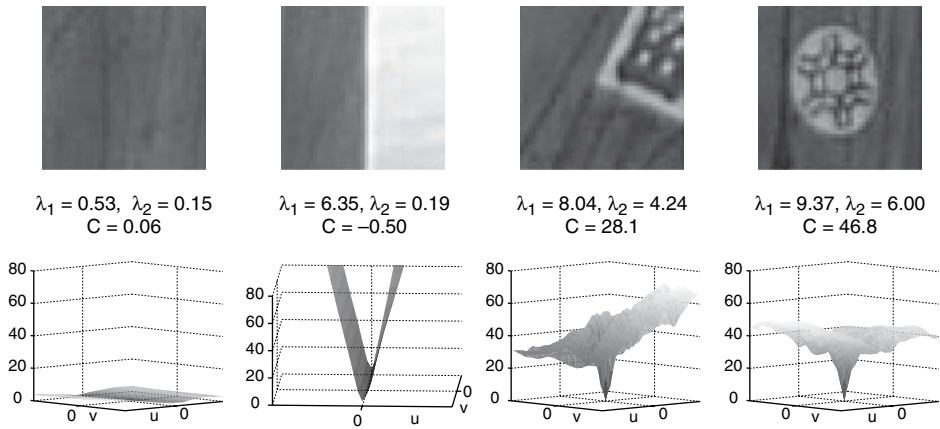 λ1 = 0.53, λ2 = 0.15
C = 0.06
λ1 = 6.35, λ2 = 0.19
C = −0.50
λ1 = 8.04, λ2 = 4.24
C = 28.1
λ1 = 9.37, λ2 = 6.00
C = 46.8
80
60
40
20
0
0 v u 0
80
60
40
20
0
0 u v 0
80
60
40
20
0
0 v u 0
80
60
40
20
0
0 v u 0